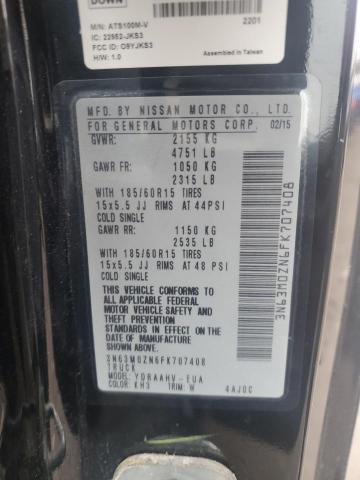 DOWN
M/N: ATS100M-V
2201
IC: 22952-JKS3
FCC ID: O9YJKS3
H/W: 1.0
Assembled in Taiwan
MFD. BY NISSAN MOTOR CO., LTD.
FOR GENERAL MOTORS CORP. 02/15
GVWR: 2155 KG
4751 LB
GAWR FR: 1050 KG
2315 LB
WITH 185/60R15 TIRES
15x5.5 JJ RIMS AT 44PSI
COLD SINGLE
GAWR RR: 1150 KG
2535 LB
WITH 185/60R15 TIRES
15x5.5 JJ RIMS AT 48 PSI
COLD SINGLE
THIS VEHICLE CONFORMS TO ALL
APPLICABLE U.S. FEDERAL
MOTOR VEHICLE SAFETY AND
THEFT PREVENTION
STANDARDS IN EFFECT ON THE
DATE OF MANUFACTURE SHOWN
ABOVE.
3N63M0ZN6FK707408
TRUCK
MODEL: YDRAAHV-EUA
COLOR: KH3 TRIM: W 4AJ0C
3N63M0ZN6FK707408